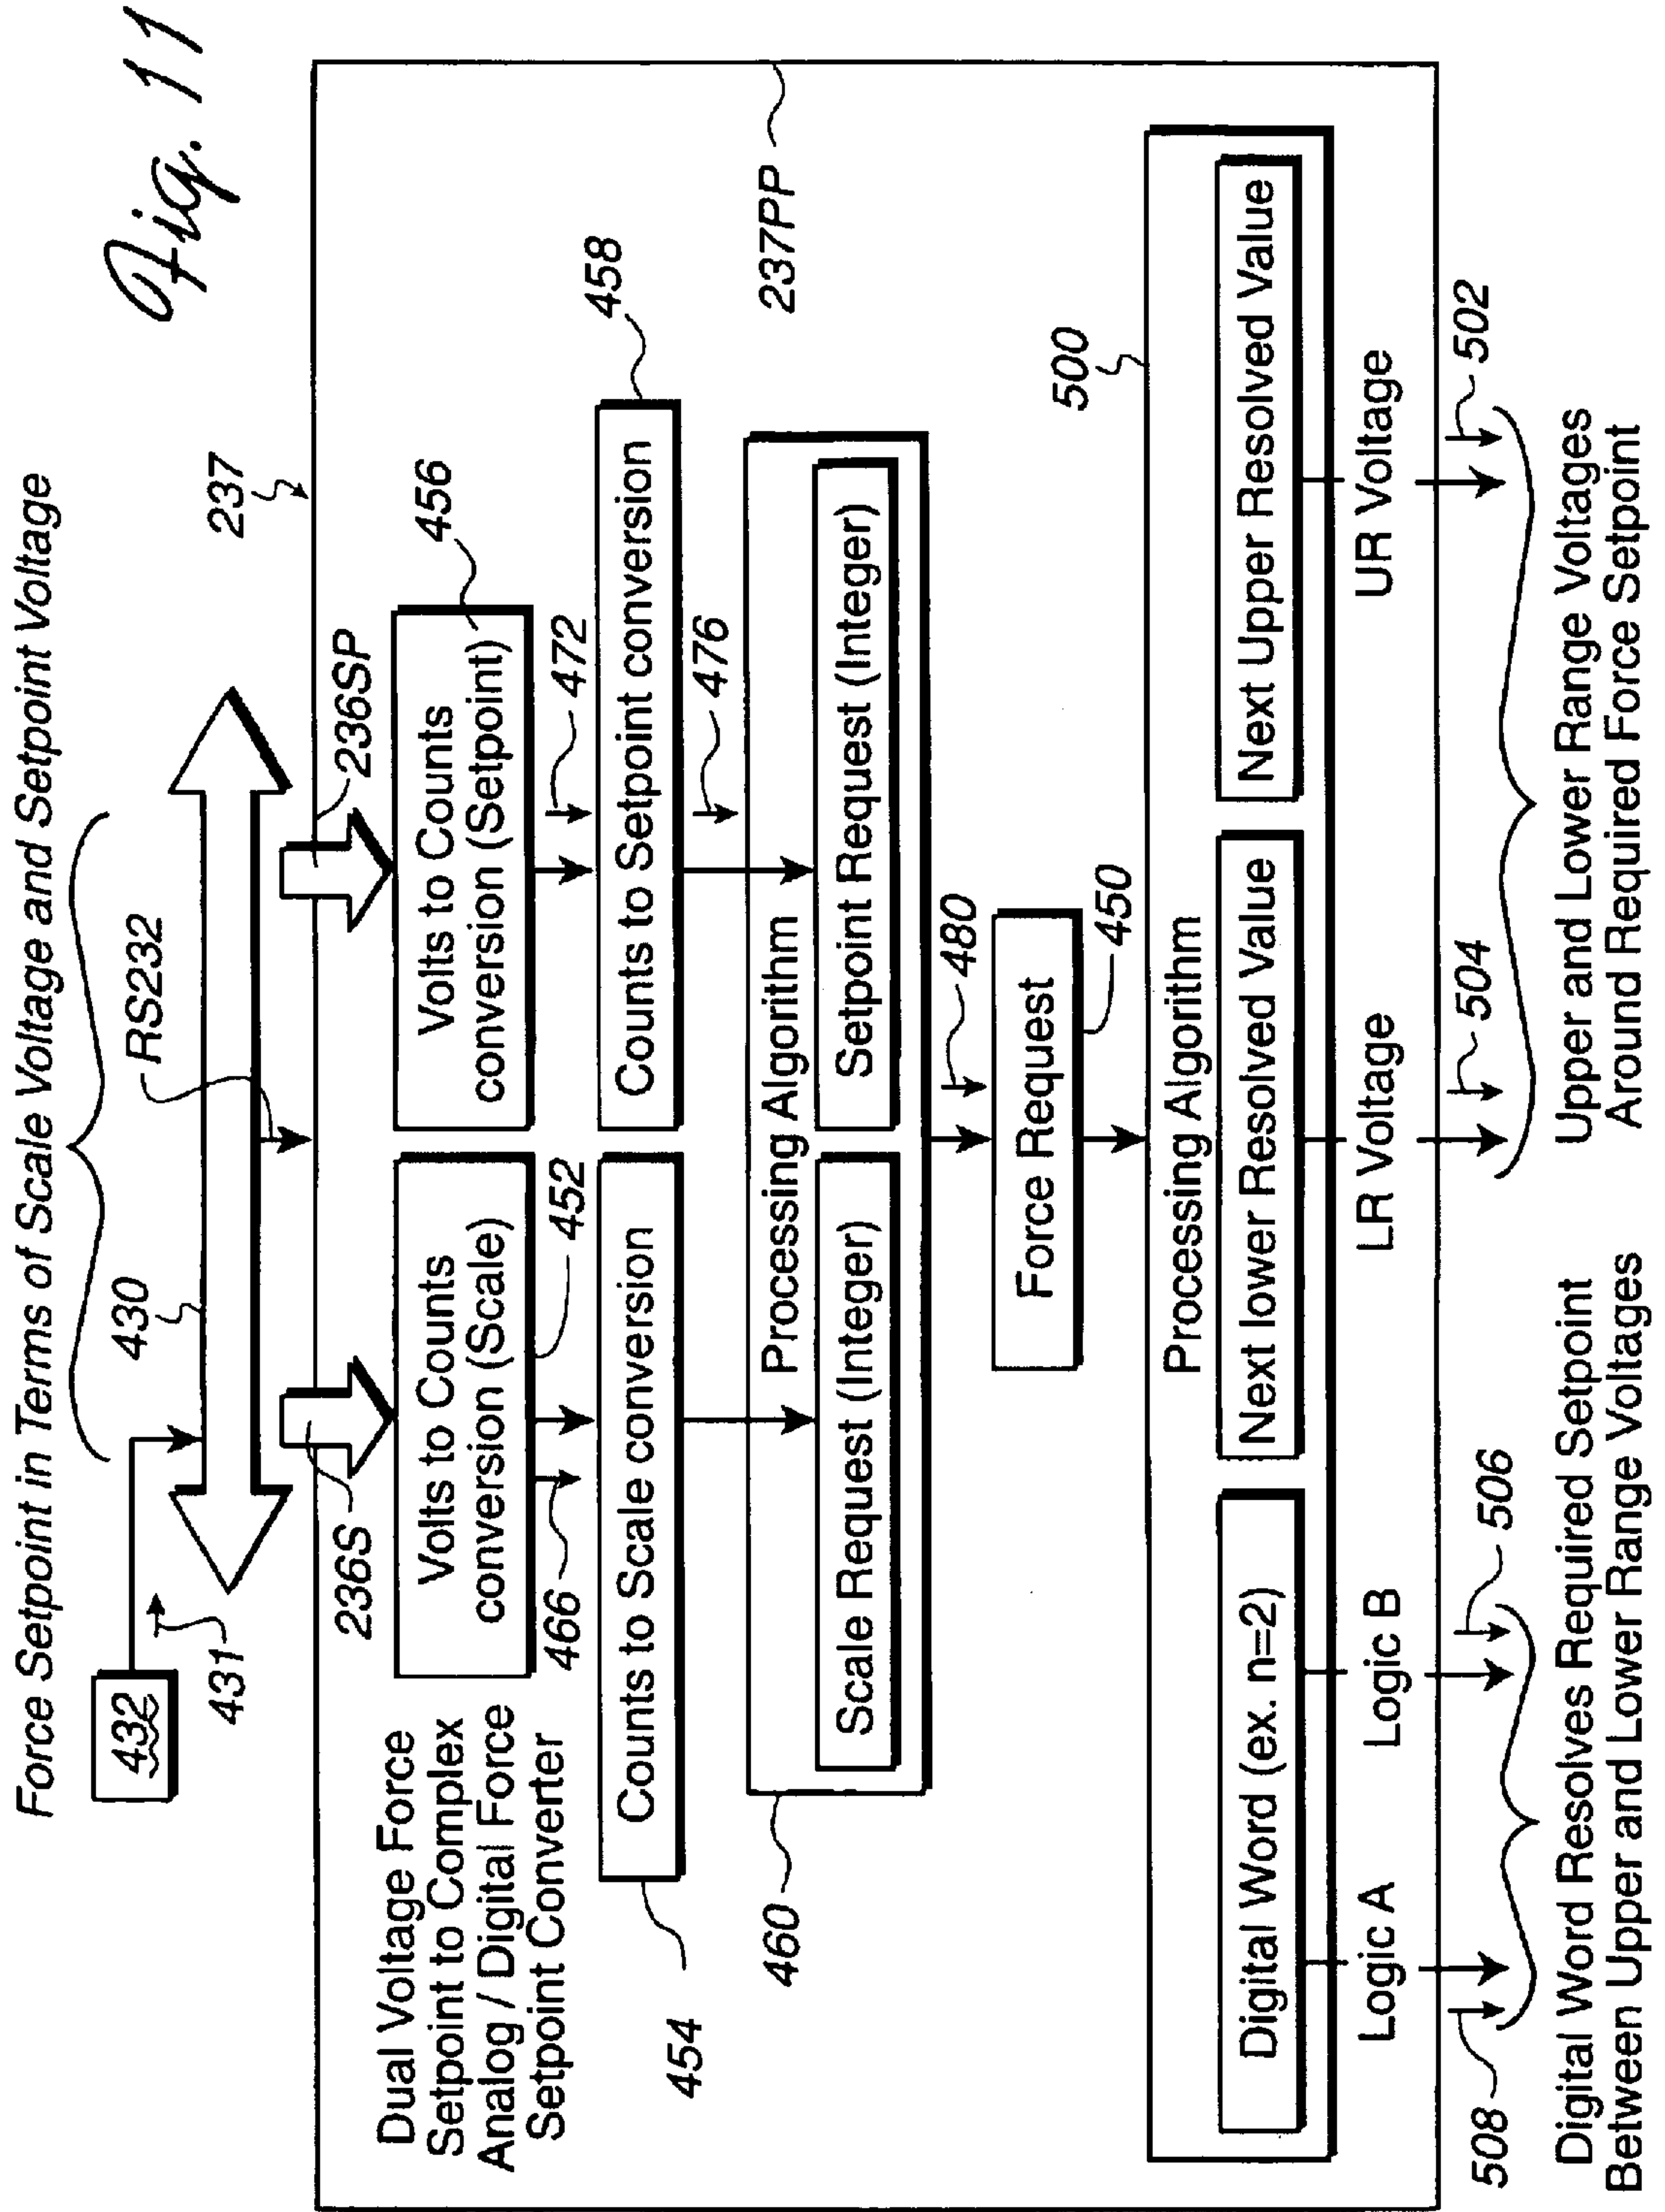 Fig. 11
Force Setpoint in Terms of Scale Voltage and Setpoint Voltage
432
431
430
RS232
237
236S
236SP
Dual Voltage Force
Setpoint to Complex
Analog / Digital Force
Setpoint Converter
Volts to Counts
conversion (Scale)
452
Volts to Counts
conversion (Setpoint)
456
466
472
454
Counts to Scale conversion
Counts to Setpoint conversion
458
476
460
Processing Algorithm
Scale Request (Integer)
Setpoint Request (Integer)
237PP
480
Force Request
450
500
Processing Algorithm
Digital Word (ex. n=2)
Next lower Resolved Value
Next Upper Resolved Value
Logic A
Logic B
LR Voltage
UR Voltage
508
506
504
502
Digital Word Resolves Required Setpoint
Between Upper and Lower Range Voltages
Upper and Lower Range Voltages
Around Required Force Setpoint